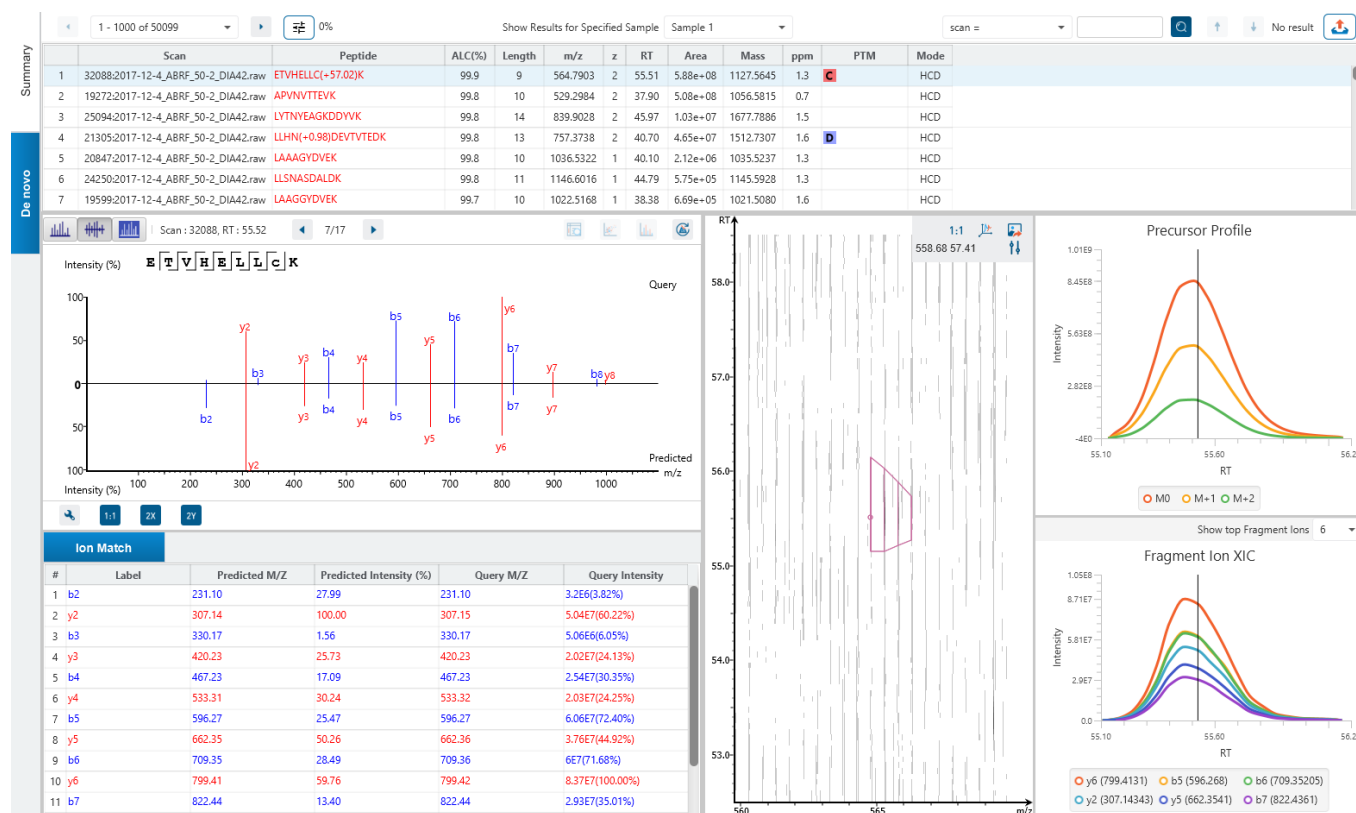 1 - 1000 of 50099 0% Show Results for Specified Sample Sample 1 scan = No result
Summary
De novo
Scan Peptide ALC(%) Length m/z z RT Area Mass ppm PTM Mode
1 32088:2017-12-4_ABRF_50-2_DIA42.raw ETVHELLC(+57.02)K 99.9 9 564.7903 2 55.51 5.88e+08 1127.5645 1.3 C HCD
2 19272:2017-12-4_ABRF_50-2_DIA42.raw APVNVTTEVK 99.8 10 529.2984 2 37.90 5.08e+08 1056.5815 0.7 HCD
3 25094:2017-12-4_ABRF_50-2_DIA42.raw LYTNYEAGKDDYVK 99.8 14 839.9028 2 45.97 1.03e+07 1677.7886 1.5 HCD
4 21305:2017-12-4_ABRF_50-2_DIA42.raw LLHN(+0.98)DEVTVTEDK 99.8 13 757.3738 2 40.70 4.65e+07 1512.7307 1.6 D HCD
5 20847:2017-12-4_ABRF_50-2_DIA42.raw LAAAGYDVEK 99.8 10 1036.5322 1 40.10 2.12e+06 1035.5237 1.3 HCD
6 24250:2017-12-4_ABRF_50-2_DIA42.raw LLSNASDALDK 99.8 11 1146.6016 1 44.79 5.75e+05 1145.5928 1.3 HCD
7 19599:2017-12-4_ABRF_50-2_DIA42.raw LAAGGYDVEK 99.7 10 1022.5168 1 38.38 6.69e+05 1021.5080 1.6 HCD
Scan : 32088, RT : 55.52 7/17
Intensity (%) E T V H E L L c K
Query
100
50
0
50
100
y2 b3 y3 b4 y4 b5 y5 b6 y6 b7 y7 b8 y8
b2 y2 y3 b4 y4 b5 y5 b6 y6 b7 y7
Predicted
m/z
100 200 300 400 500 600 700 800 900 1000
Intensity (%)
1:1 2X 2Y
Ion Match
# Label Predicted M/Z Predicted Intensity (%) Query M/Z Query Intensity
1 b2 231.10 27.99 231.10 3.2E6(3.82%)
2 y2 307.14 100.00 307.15 5.04E7(60.22%)
3 b3 330.17 1.56 330.17 5.06E6(6.05%)
4 y3 420.23 25.73 420.23 2.02E7(24.13%)
5 b4 467.23 17.09 467.23 2.54E7(30.35%)
6 y4 533.31 30.24 533.32 2.03E7(24.25%)
7 b5 596.27 25.47 596.27 6.06E7(72.40%)
8 y5 662.35 50.26 662.36 3.76E7(44.92%)
9 b6 709.35 28.49 709.36 6E7(71.68%)
10 y6 799.41 59.76 799.42 8.37E7(100.00%)
11 b7 822.44 13.40 822.44 2.93E7(35.01%)
RT
1:1
558.68 57.41
58.0
57.0
56.0
55.0
54.0
53.0
560 565 m/z
Precursor Profile
1.01E9
8.45E8
5.63E8
2.82E8
-4E0
Intensity
55.10 55.60 56.2
RT
M0 M+1 M+2
Show top Fragment Ions 6
Fragment Ion XIC
1.05E8
8.71E7
5.81E7
2.9E7
0.0
Intensity
55.10 55.60 56.2
RT
y6 (799.4131) b5 (596.268) b6 (709.35205)
y2 (307.14343) y5 (662.3541) b7 (822.4361)